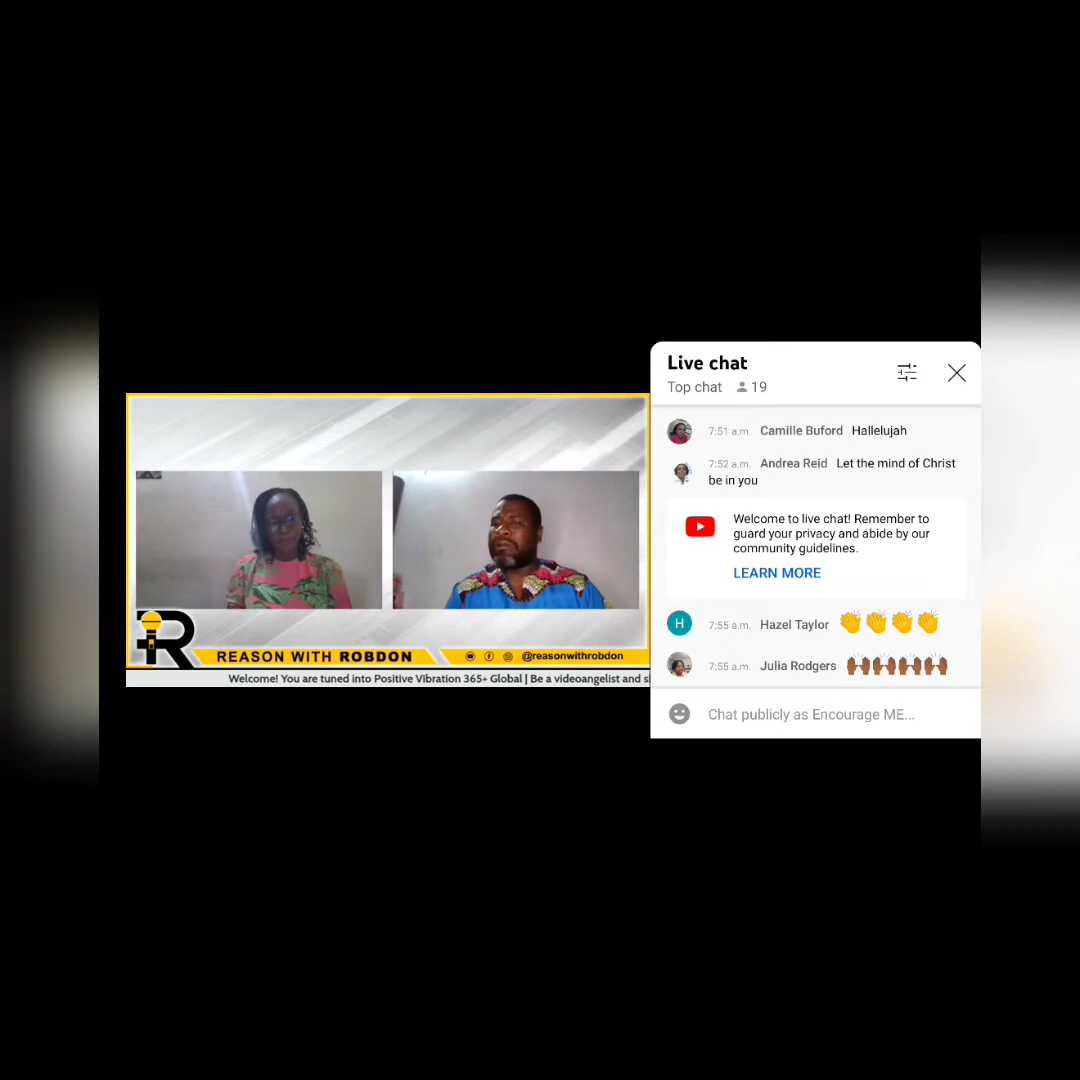 REASON WITH ROBDON
@reasonwithrobdon
Welcome! You are tuned into Positive Vibration 365+ Global | Be a videoangelist and s
Live chat
Top chat 19
7:51 a.m. Camille Buford Hallelujah
7:52 a.m. Andrea Reid Let the mind of Christ
be in you
Welcome to live chat! Remember to
guard your privacy and abide by our
community guidelines.
LEARN MORE
H 7:55 a.m. Hazel Taylor 👏👏👏👏
7:55 a.m. Julia Rodgers 🙌🏾🙌🏾🙌🏾🙌🏾
Chat publicly as Encourage ME...